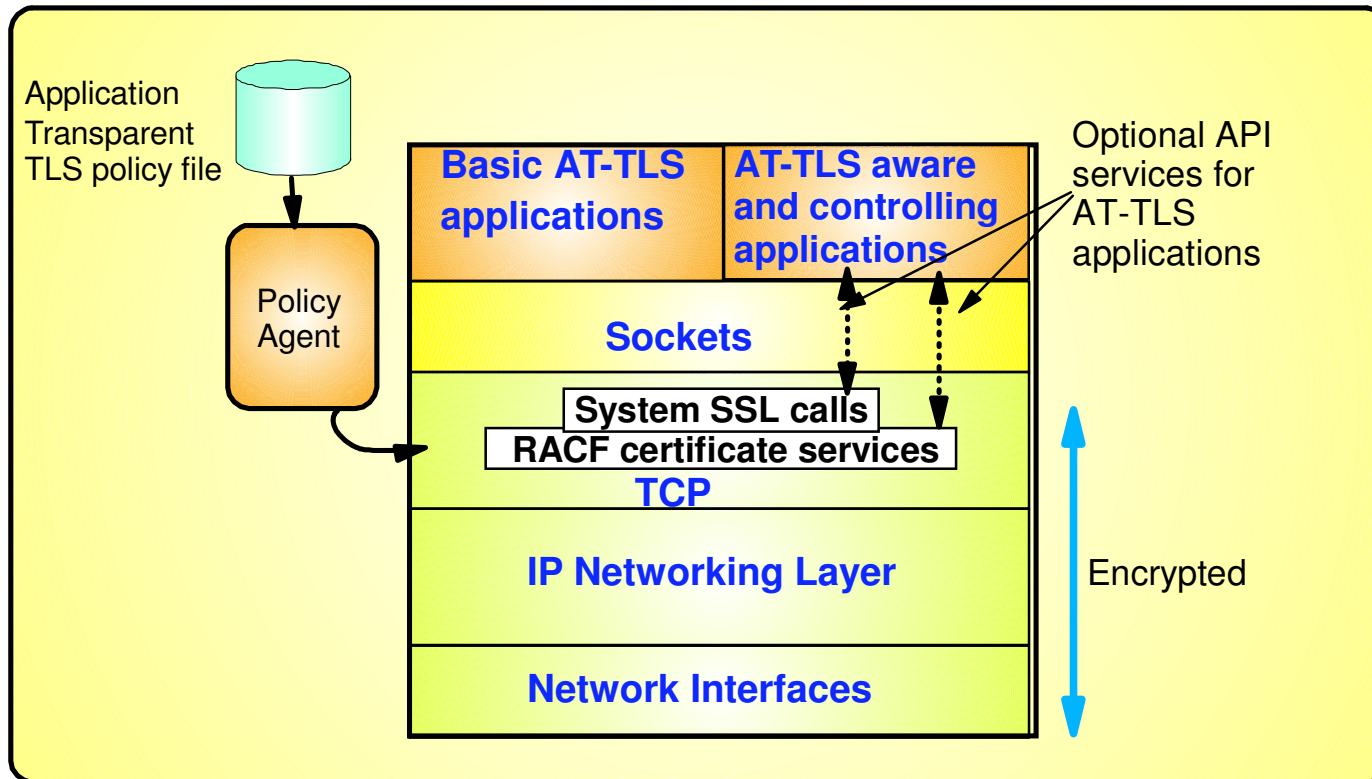 Application
Transparent
TLS policy file
Policy
Agent
Basic AT-TLS
applications
AT-TLS aware
and controlling
applications
Optional API
services for
AT-TLS
applications
Sockets
System SSL calls
RACF certificate services
TCP
IP Networking Layer
Encrypted
Network Interfaces